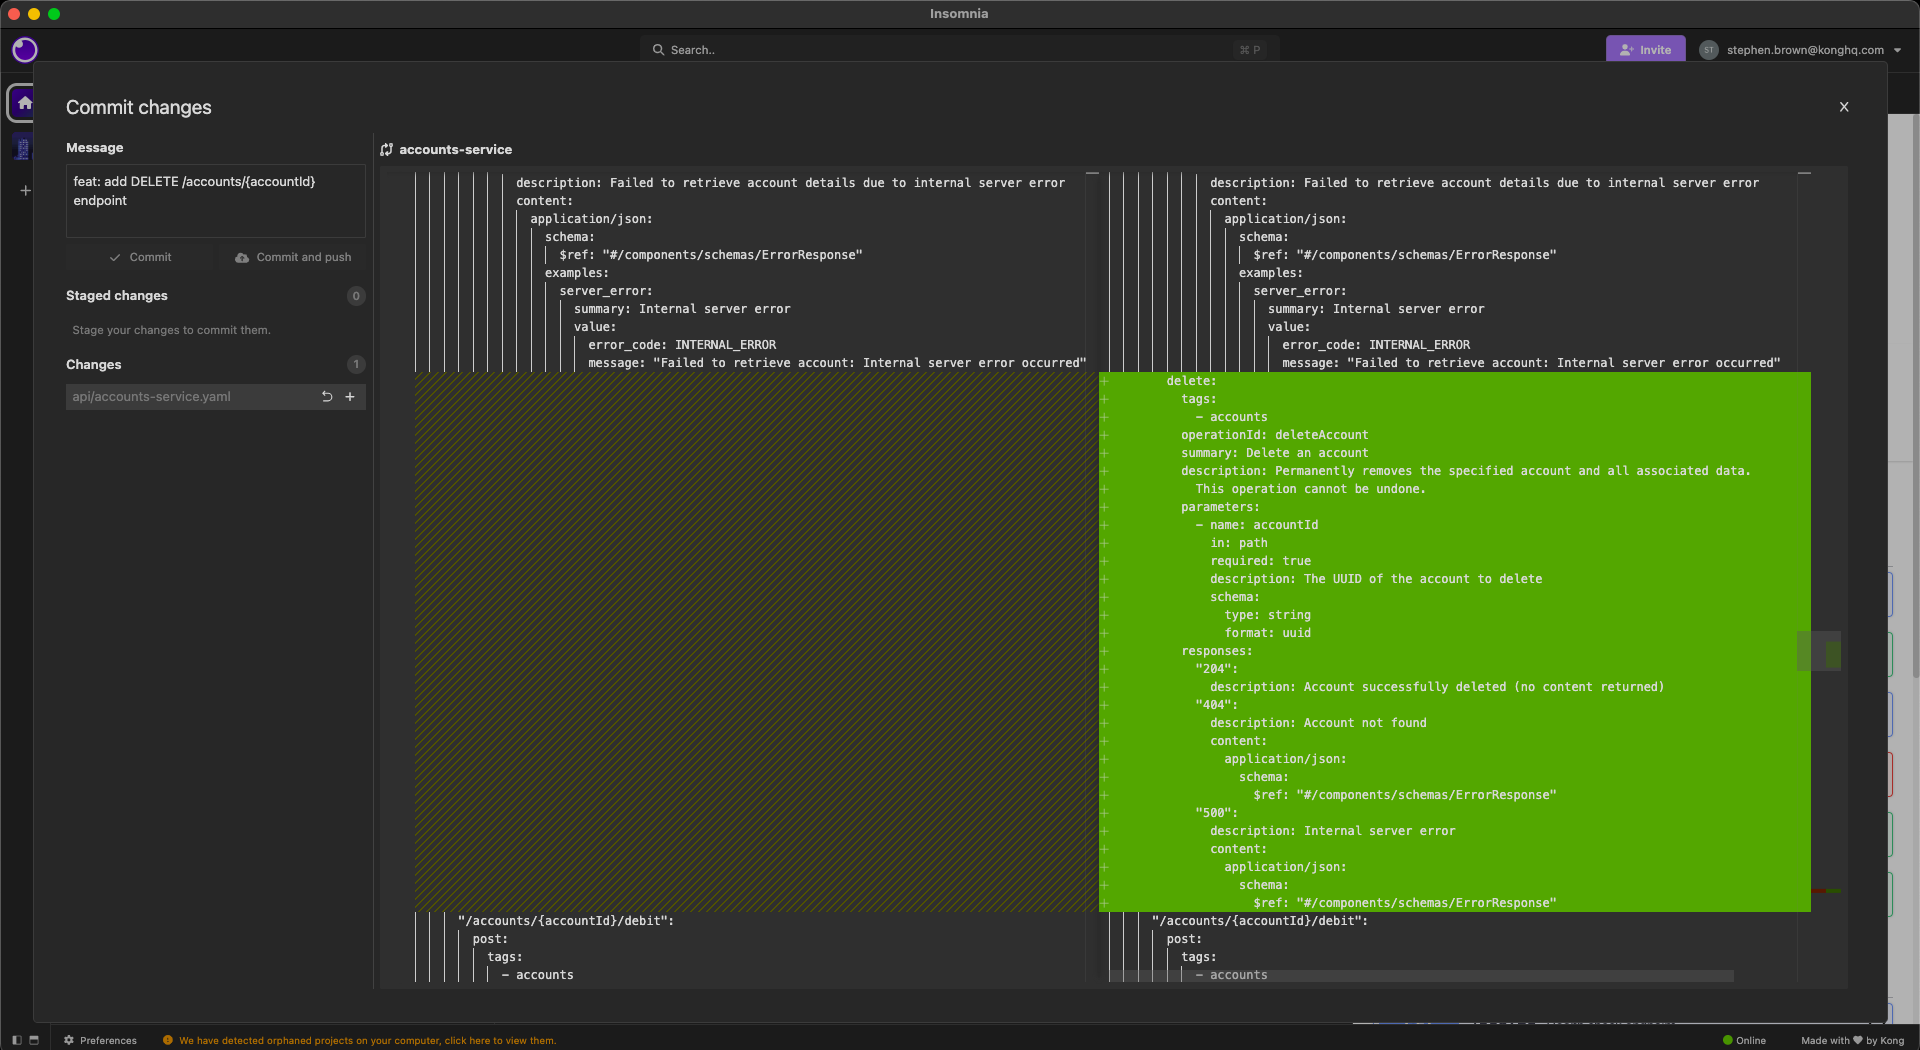 Insomnia
Search..
⌘ P
Invite
ST
stephen.brown@konghq.com
Commit changes
Message
feat: add DELETE /accounts/{accountId}
endpoint
Commit
Commit and push
Staged changes
0
Stage your changes to commit them.
Changes
1
api/accounts-service.yaml
accounts-service
description: Failed to retrieve account details due to internal server error
content:
application/json:
schema:
$ref: "#/components/schemas/ErrorResponse"
examples:
server_error:
summary: Internal server error
value:
error_code: INTERNAL_ERROR
message: "Failed to retrieve account: Internal server error occurred"
"/accounts/{accountId}/debit":
post:
tags:
- accounts
description: Failed to retrieve account details due to internal server error
content:
application/json:
schema:
$ref: "#/components/schemas/ErrorResponse"
examples:
server_error:
summary: Internal server error
value:
error_code: INTERNAL_ERROR
message: "Failed to retrieve account: Internal server error occurred"
+ delete:
+ tags:
+ - accounts
+ operationId: deleteAccount
+ summary: Delete an account
+ description: Permanently removes the specified account and all associated data.
+ This operation cannot be undone.
+ parameters:
+ - name: accountId
+ in: path
+ required: true
+ description: The UUID of the account to delete
+ schema:
+ type: string
+ format: uuid
+ responses:
+ "204":
+ description: Account successfully deleted (no content returned)
+ "404":
+ description: Account not found
+ content:
+ application/json:
+ schema:
+ $ref: "#/components/schemas/ErrorResponse"
+ "500":
+ description: Internal server error
+ content:
+ application/json:
+ schema:
+ $ref: "#/components/schemas/ErrorResponse"
"/accounts/{accountId}/debit":
post:
tags:
- accounts
Preferences
We have detected orphaned projects on your computer, click here to view them.
Online
Made with ♥ by Kong